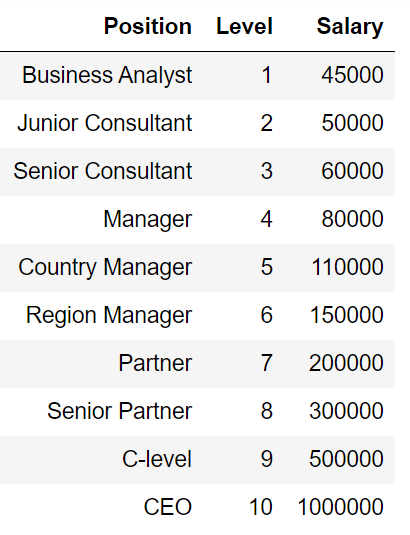 Position Level Salary
Business Analyst 1 45000
Junior Consultant 2 50000
Senior Consultant 3 60000
Manager 4 80000
Country Manager 5 110000
Region Manager 6 150000
Partner 7 200000
Senior Partner 8 300000
C-level 9 500000
CEO 10 1000000